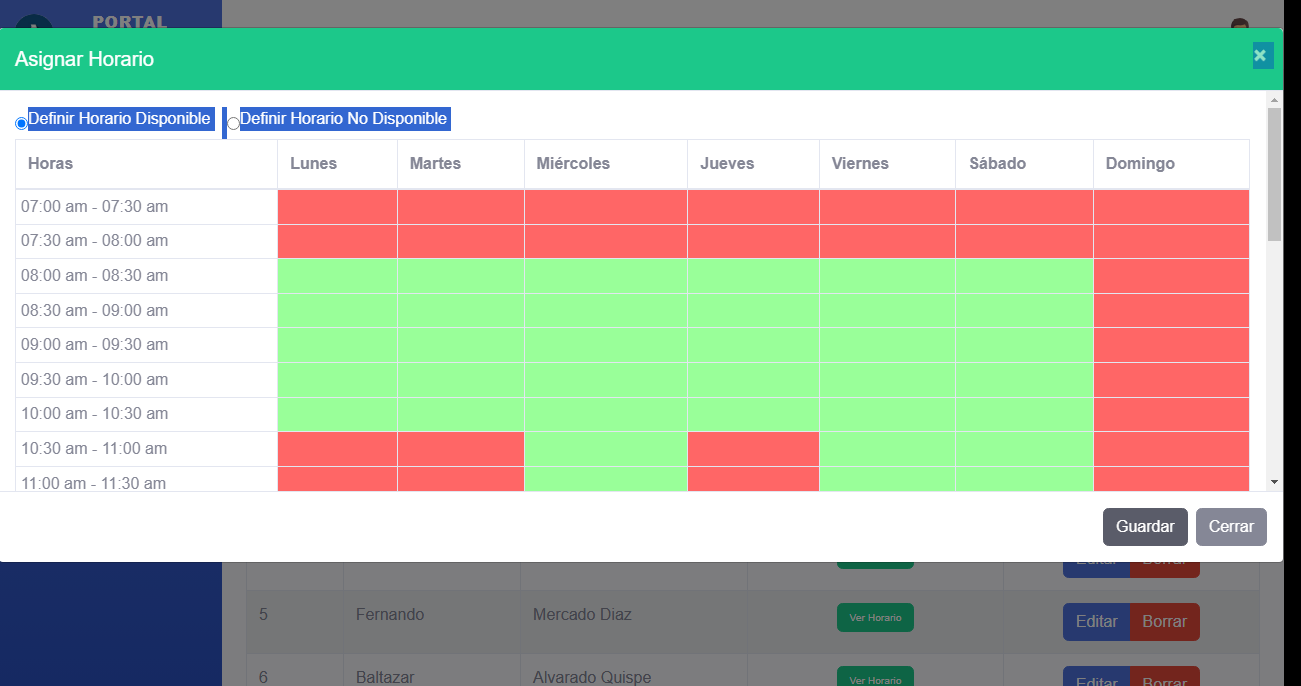 PORTAL
Asignar Horario ×
Definir Horario Disponible Definir Horario No Disponible
Horas Lunes Martes Miércoles Jueves Viernes Sábado Domingo
07:00 am - 07:30 am
07:30 am - 08:00 am
08:00 am - 08:30 am
08:30 am - 09:00 am
09:00 am - 09:30 am
09:30 am - 10:00 am
10:00 am - 10:30 am
10:30 am - 11:00 am
11:00 am - 11:30 am
Guardar Cerrar
Editar Borrar
5 Fernando Mercado Diaz Ver Horario Editar Borrar
6 Baltazar Alvarado Quispe Ver Horario Editar Borrar